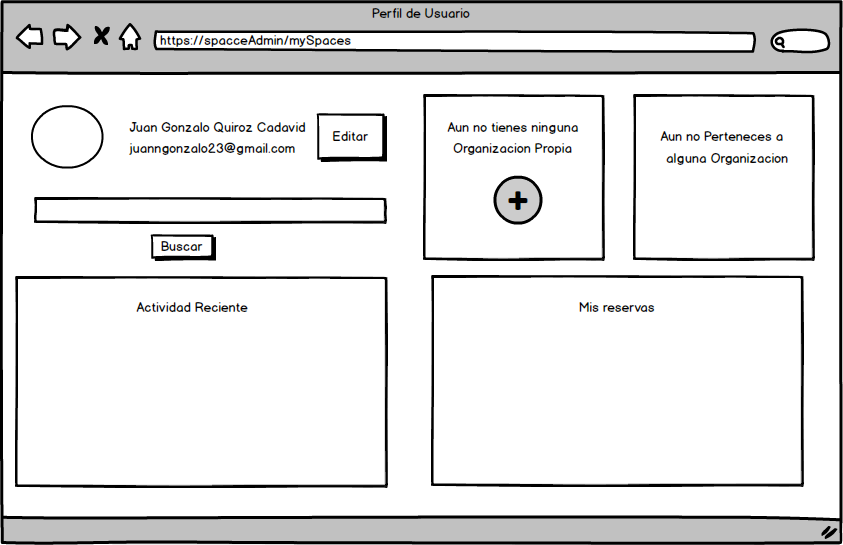 Perfil de Usuario
https://spacceAdmin/mySpaces
Juan Gonzalo Quiroz Cadavid
juanngonzalo23@gmail.com
Editar
Buscar
Aun no tienes ninguna
Organizacion Propia
Aun no Perteneces a
alguna Organizacion
Actividad Reciente
Mis reservas